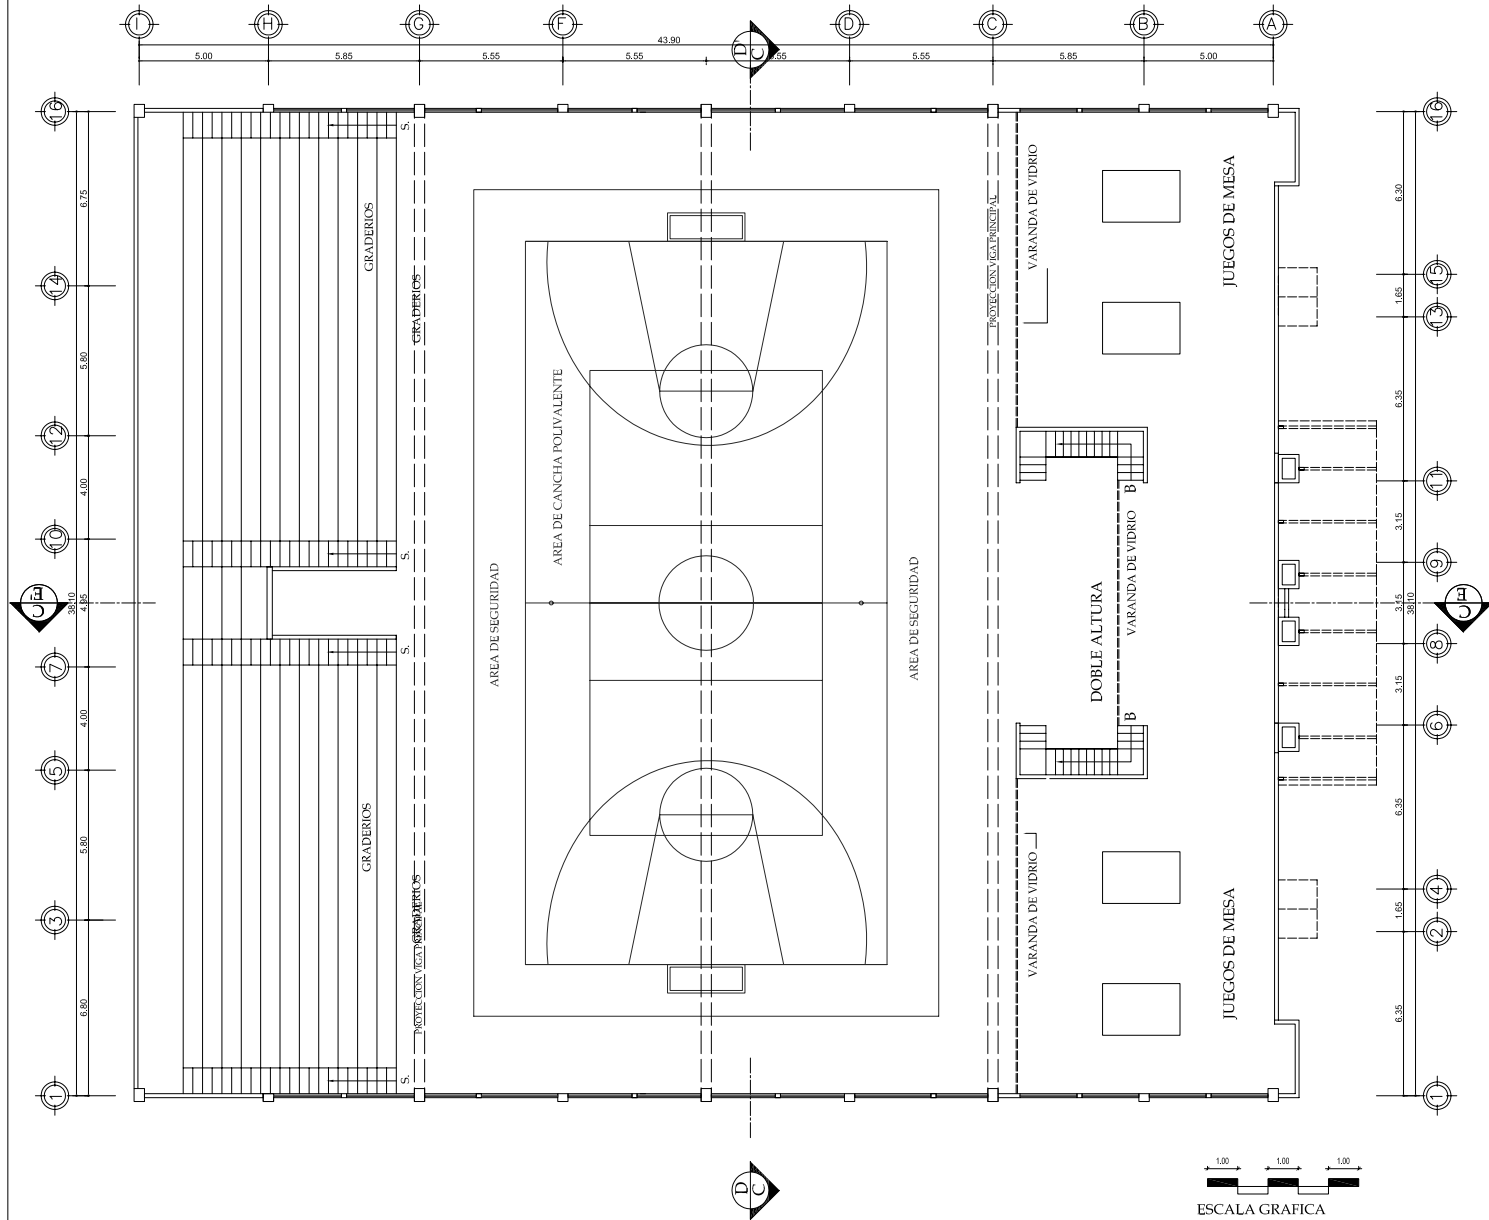 I H G F D C B A
43.90
5.00 5.85 5.55 5.55 5.55 5.55 5.85 5.00
D' C
16
14
12
10
7
5
3
1
6.75
5.80
4.00
4.95
4.00
5.80
6.80
38.10
E' C
GRADERIOS
GRADERIOS
S.
S.
S.
S.
GRADERIOS
GRADERIOS
PROYECCION VIGA PRINCIPAL
AREA DE SEGURIDAD
AREA DE CANCHA POLIVALENTE
AREA DE SEGURIDAD
PROYECCION VIGA PRINCIPAL
VARANDA DE VIDRIO
VARANDA DE VIDRIO
JUEGOS DE MESA
JUEGOS DE MESA
DOBLE ALTURA
VARANDA DE VIDRIO
B
B
16
15
13
11
9
8
6
4
2
1
6.30
1.65
6.35
3.15
3.45
3.15
6.35
1.65
6.35
38.10
E C
D C
1.00 1.00 1.00
ESCALA GRAFICA